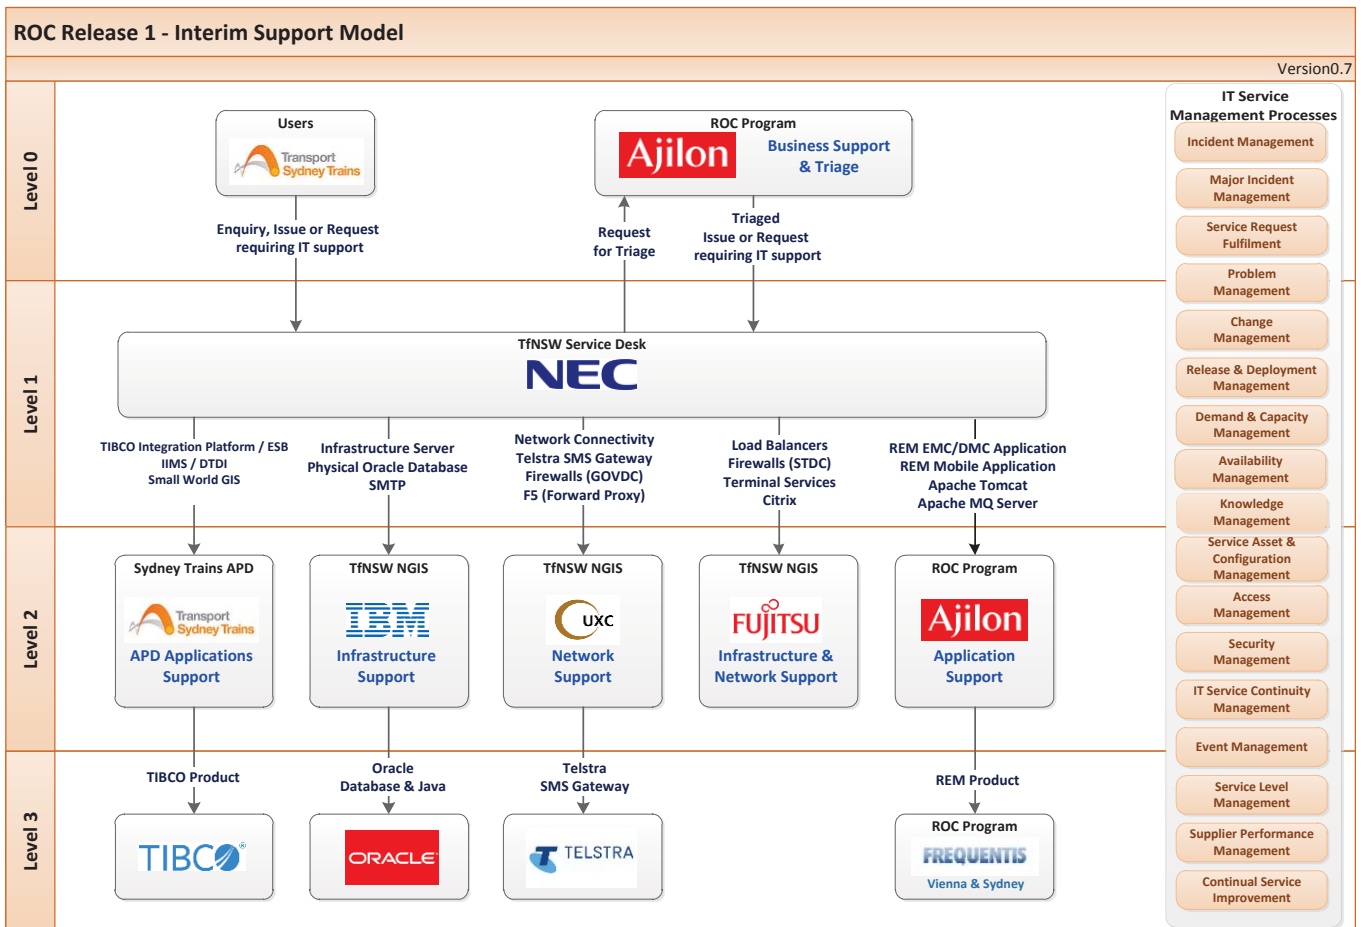 ROC Release 1 - Interim Support Model
Version0.7
Level 0
Users
Transport
Sydney Trains
Enquiry, Issue or Request
requiring IT support
ROC Program
Ajilon
Business Support
& Triage
Request
for Triage
Triaged
Issue or Request
requiring IT support
Level 1
TfNSW Service Desk
NEC
TIBCO Integration Platform / ESB
IIMS / DTDI
Small World GIS
Infrastructure Server
Physical Oracle Database
SMTP
Network Connectivity
Telstra SMS Gateway
Firewalls (GOVDC)
F5 (Forward Proxy)
Load Balancers
Firewalls (STDC)
Terminal Services
Citrix
REM EMC/DMC Application
REM Mobile Application
Apache Tomcat
Apache MQ Server
Level 2
Sydney Trains APD
Transport
Sydney Trains
APD Applications
Support
TfNSW NGIS
IBM
Infrastructure
Support
TfNSW NGIS
UXC
Network
Support
TfNSW NGIS
FUJITSU
Infrastructure &
Network Support
ROC Program
Ajilon
Application
Support
Level 3
TIBCO Product
TIBCO®
Oracle
Database & Java
ORACLE
Telstra
SMS Gateway
TELSTRA
REM Product
ROC Program
FREQUENTIS
Vienna & Sydney
IT Service
Management Processes
Incident Management
Major Incident
Management
Service Request
Fulfilment
Problem
Management
Change
Management
Release & Deployment
Management
Demand & Capacity
Management
Availability
Management
Knowledge
Management
Service Asset &
Configuration
Management
Access
Management
Security
Management
IT Service Continuity
Management
Event Management
Service Level
Management
Supplier Performance
Management
Continual Service
Improvement